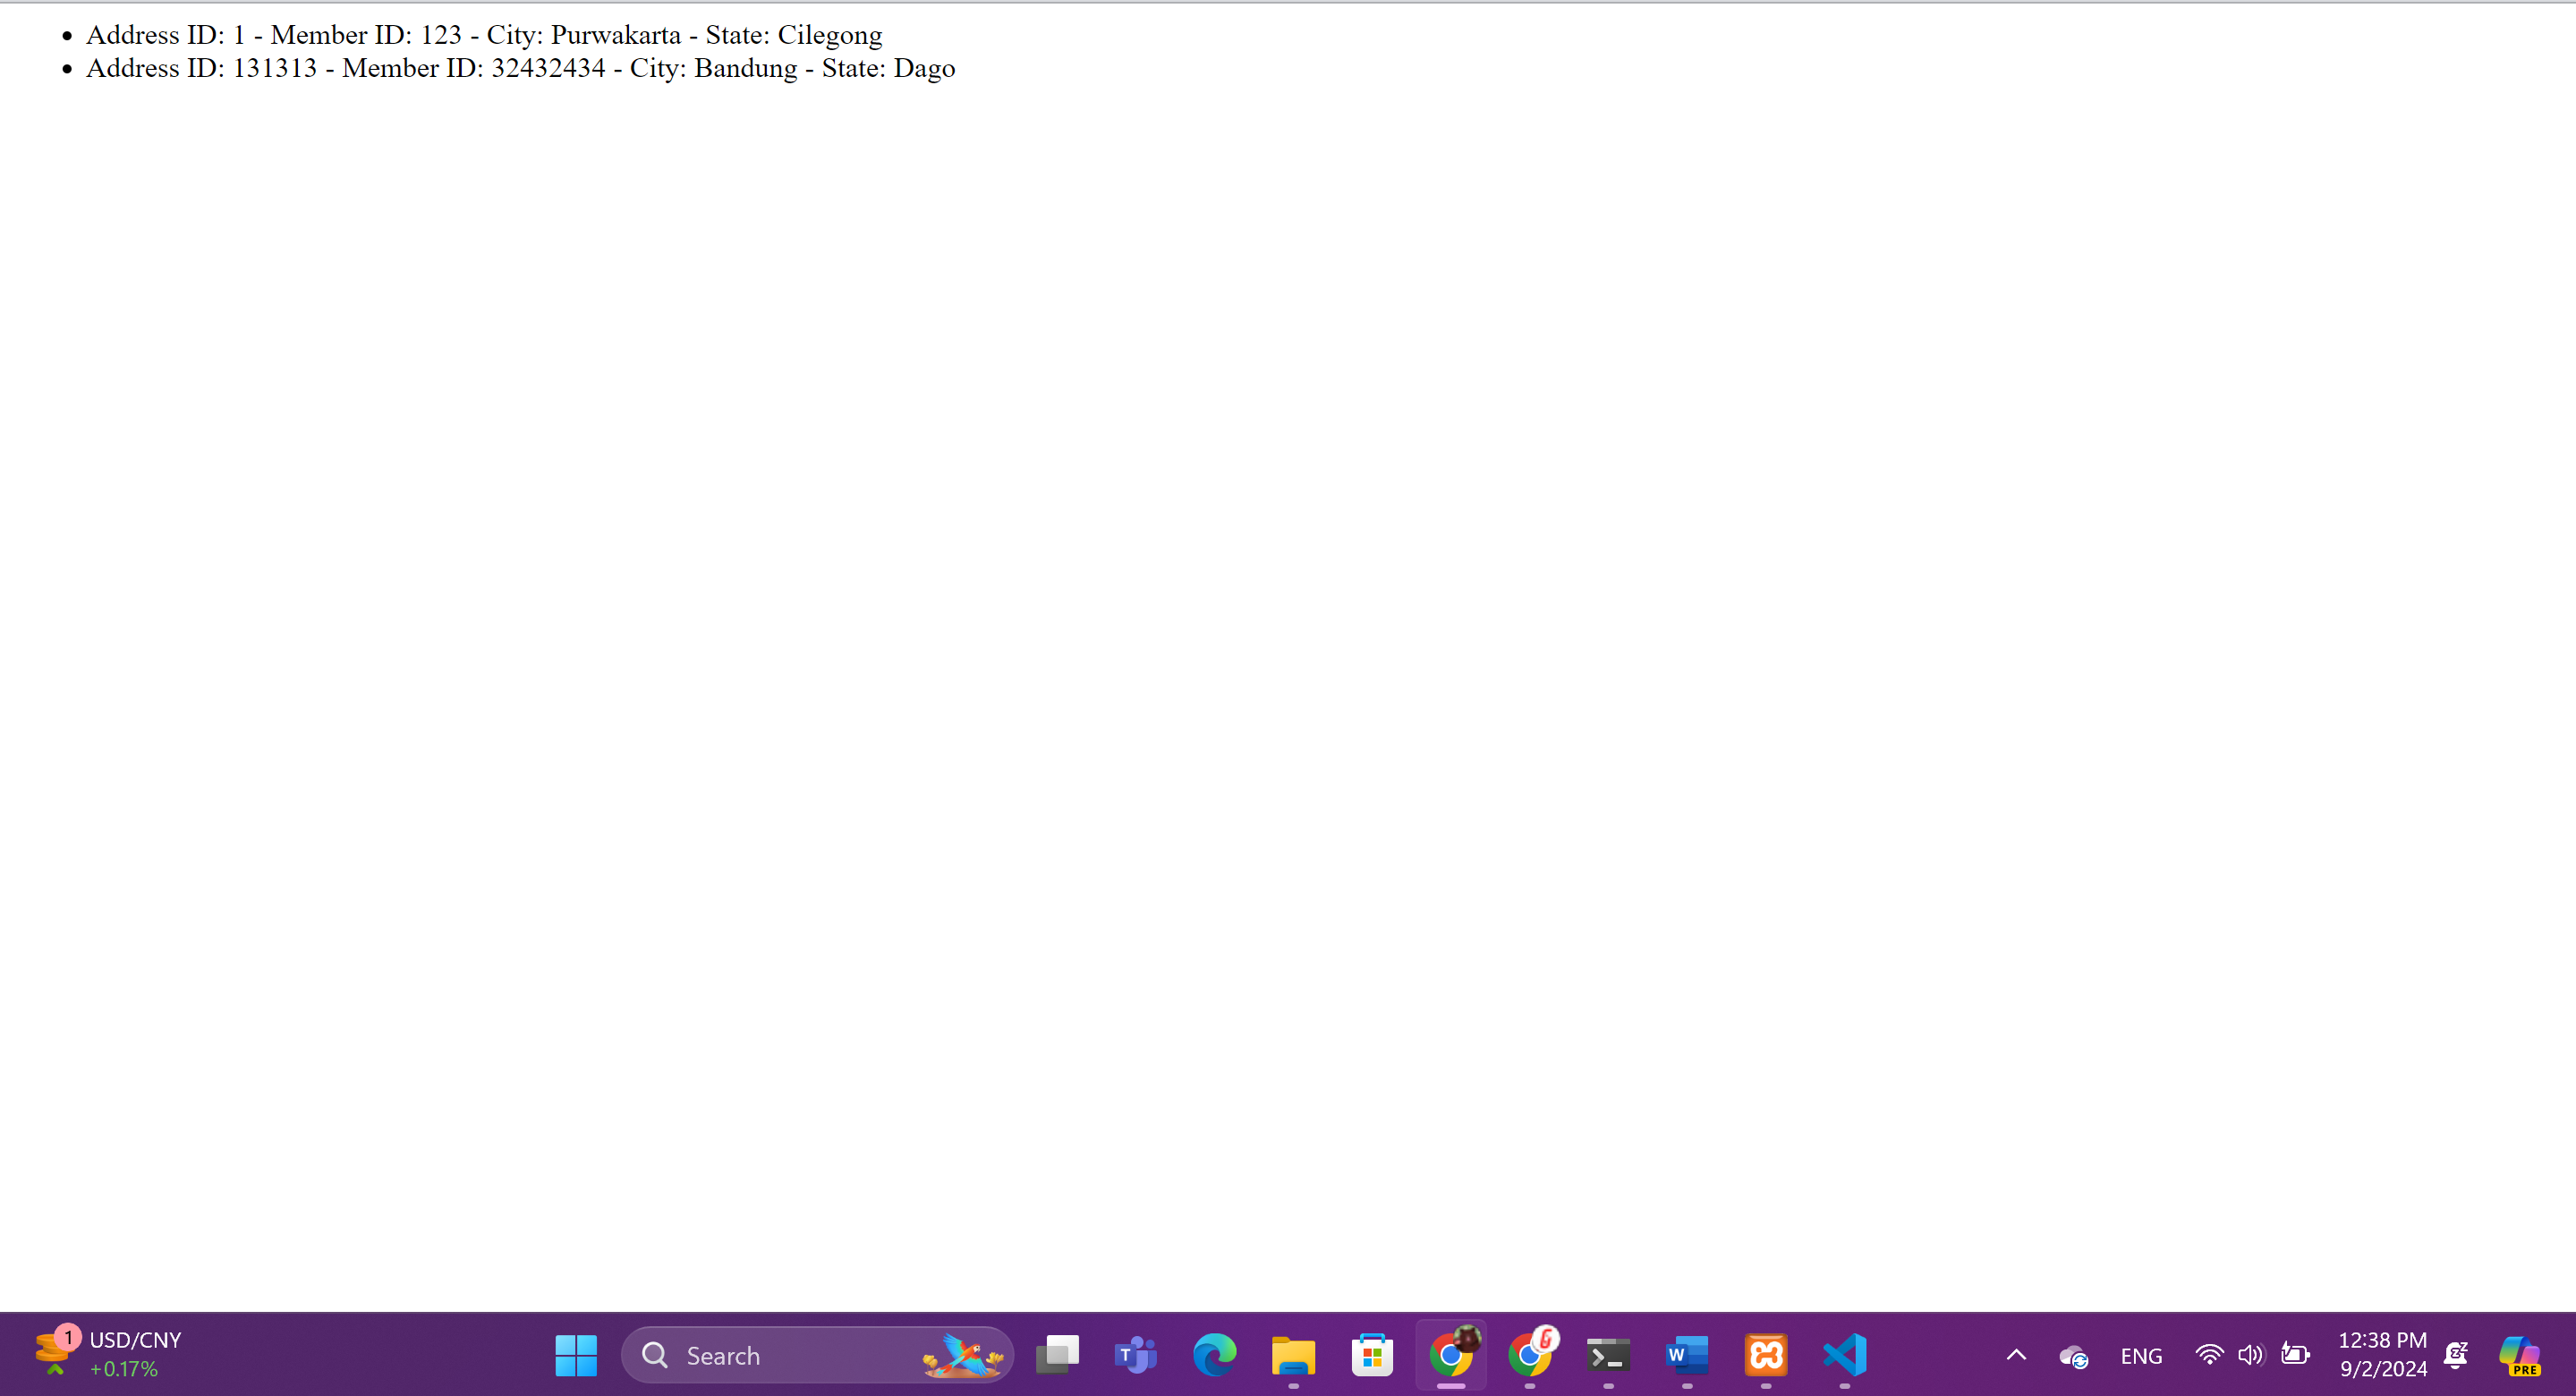 • Address ID: 1 - Member ID: 123 - City: Purwakarta - State: Cilegong
• Address ID: 131313 - Member ID: 32432434 - City: Bandung - State: Dago
1
USD/CNY
+0.17%
Search
T
G
W
ENG
12:38 PM
9/2/2024
PRE